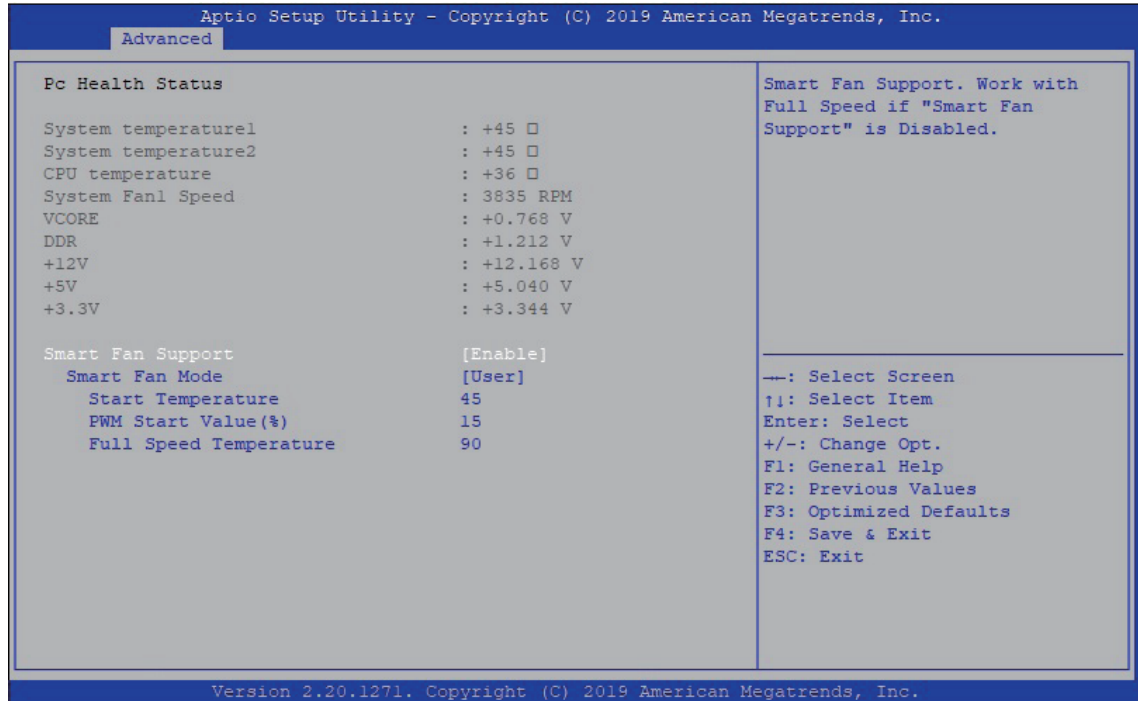 Aptio Setup Utility - Copyright (C) 2019 American Megatrends, Inc.
Advanced
Pc Health Status
System temperature1 : +45 □
System temperature2 : +45 □
CPU temperature : +36 □
System Fan1 Speed : 3835 RPM
VCORE : +0.768 V
DDR : +1.212 V
+12V : +12.168 V
+5V : +5.040 V
+3.3V : +3.344 V
Smart Fan Support [Enable]
Smart Fan Mode [User]
Start Temperature 45
PWM Start Value(%) 15
Full Speed Temperature 90
Smart Fan Support. Work with
Full Speed if "Smart Fan
Support" is Disabled.
→←: Select Screen
↑↓: Select Item
Enter: Select
+/-: Change Opt.
F1: General Help
F2: Previous Values
F3: Optimized Defaults
F4: Save & Exit
ESC: Exit
Version 2.20.1271. Copyright (C) 2019 American Megatrends, Inc.